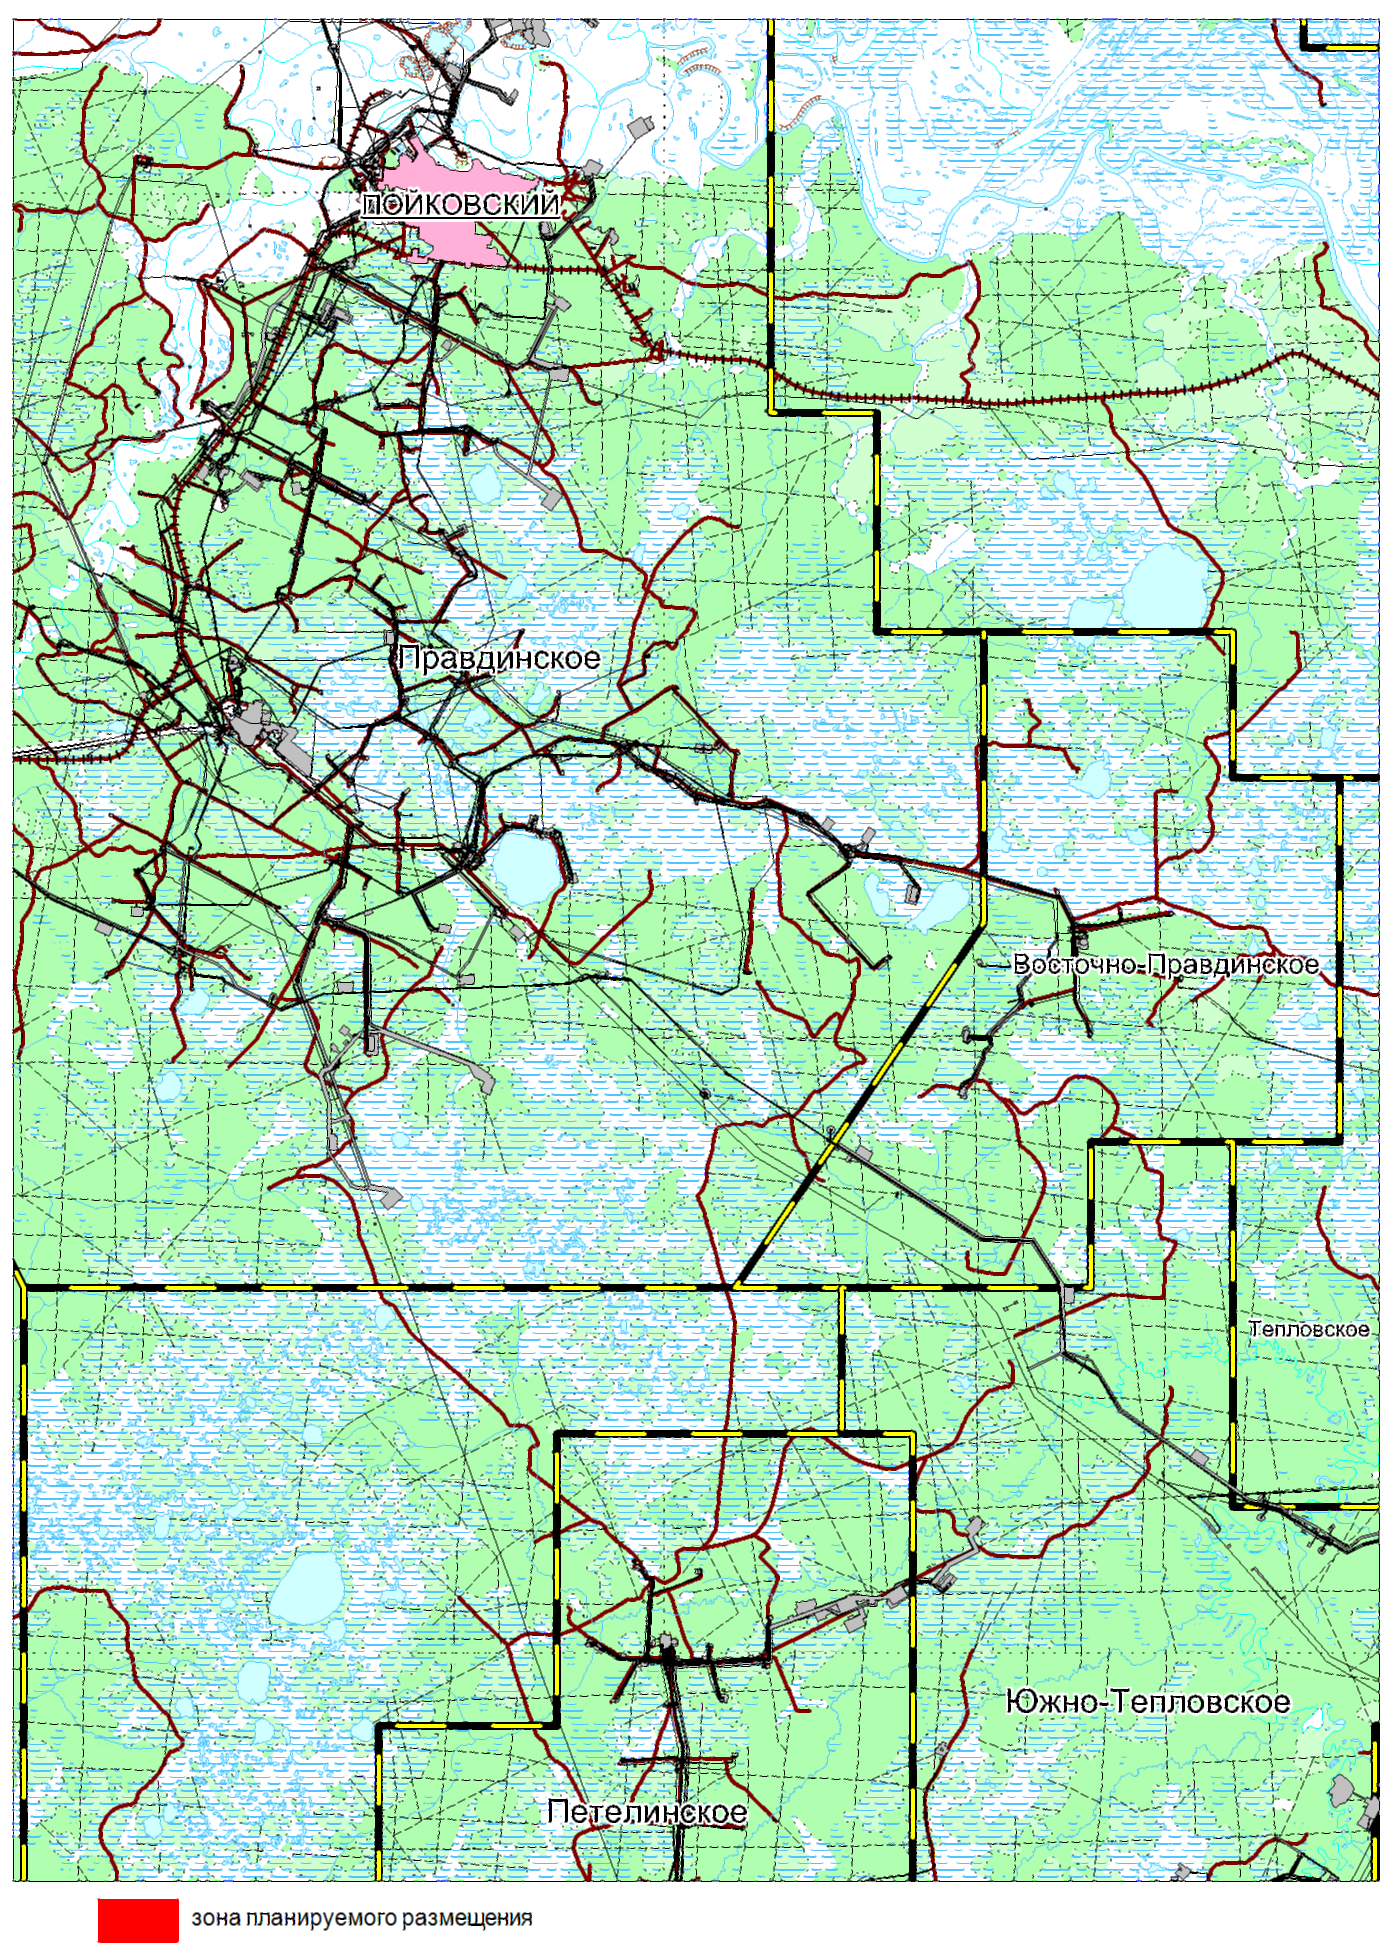 ПОЙКОВСКИЙ
Правдинское
Восточно-Правдинское
Тепловское
Южно-Тепловское
Петелинское
зона планируемого размещения